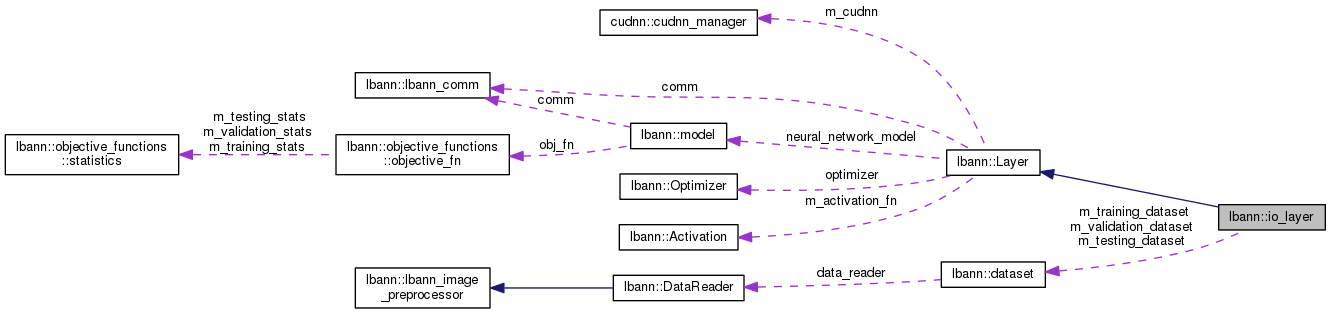 cudnn::cudnn_manager
m_cudnn
lbann::lbann_comm
comm
comm
m_testing_stats
m_validation_stats
m_training_stats
lbann::objective_functions
::statistics
lbann::objective_functions
::objective_fn
obj_fn
lbann::model
neural_network_model
lbann::Layer
lbann::Optimizer
optimizer
m_activation_fn
lbann::Activation
m_training_dataset
m_validation_dataset
m_testing_dataset
lbann::io_layer
lbann::lbann_image
_preprocessor
lbann::DataReader
data_reader
lbann::dataset